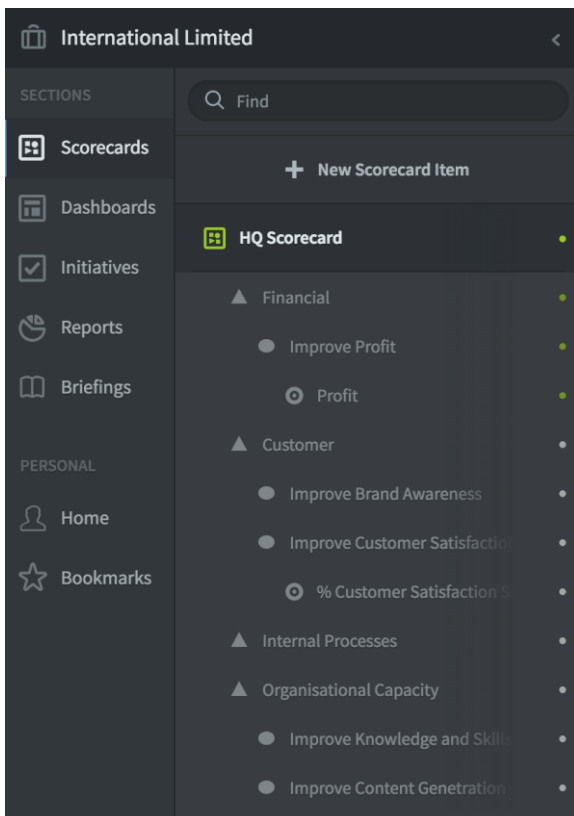 International Limited
SECTIONS
Scorecards
Dashboards
Initiatives
Reports
Briefings
PERSONAL
Home
Bookmarks
Find
New Scorecard Item
HQ Scorecard
Financial
Improve Profit
Profit
Customer
Improve Brand Awareness
Improve Customer Satisfactio
% Customer Satisfaction S
Internal Processes
Organisational Capacity
Improve Knowledge and Skills
Improve Content Genetration